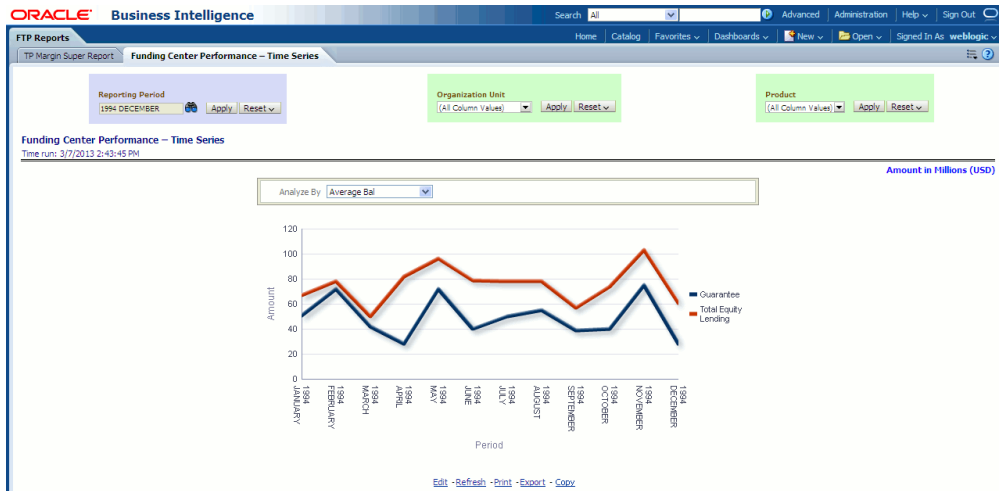 ORACLE Business Intelligence
Search All Advanced Administration Help Sign Out
FTP Reports
Home Catalog Favorites Dashboards New Open Signed In As weblogic
TP Margin Super Report Funding Center Performance – Time Series
Reporting Period
1994 DECEMBER Apply Reset
Organization Unit
(All Column Values) Apply Reset
Product
(All Column Values) Apply Reset
Funding Center Performance – Time Series
Time run: 3/7/2013 2:43:45 PM
Amount in Millions (USD)
Analyze By Average Bal
120
100
80
60
40
20
0
Amount
Guarantee
Total Equity
Lending
1994 JANUARY
1994 FEBRUARY
1994 MARCH
1994 APRIL
1994 MAY
1994 JUNE
1994 JULY
1994 AUGUST
1994 SEPTEMBER
1994 OCTOBER
1994 NOVEMBER
1994 DECEMBER
Period
Edit - Refresh - Print - Export - Copy